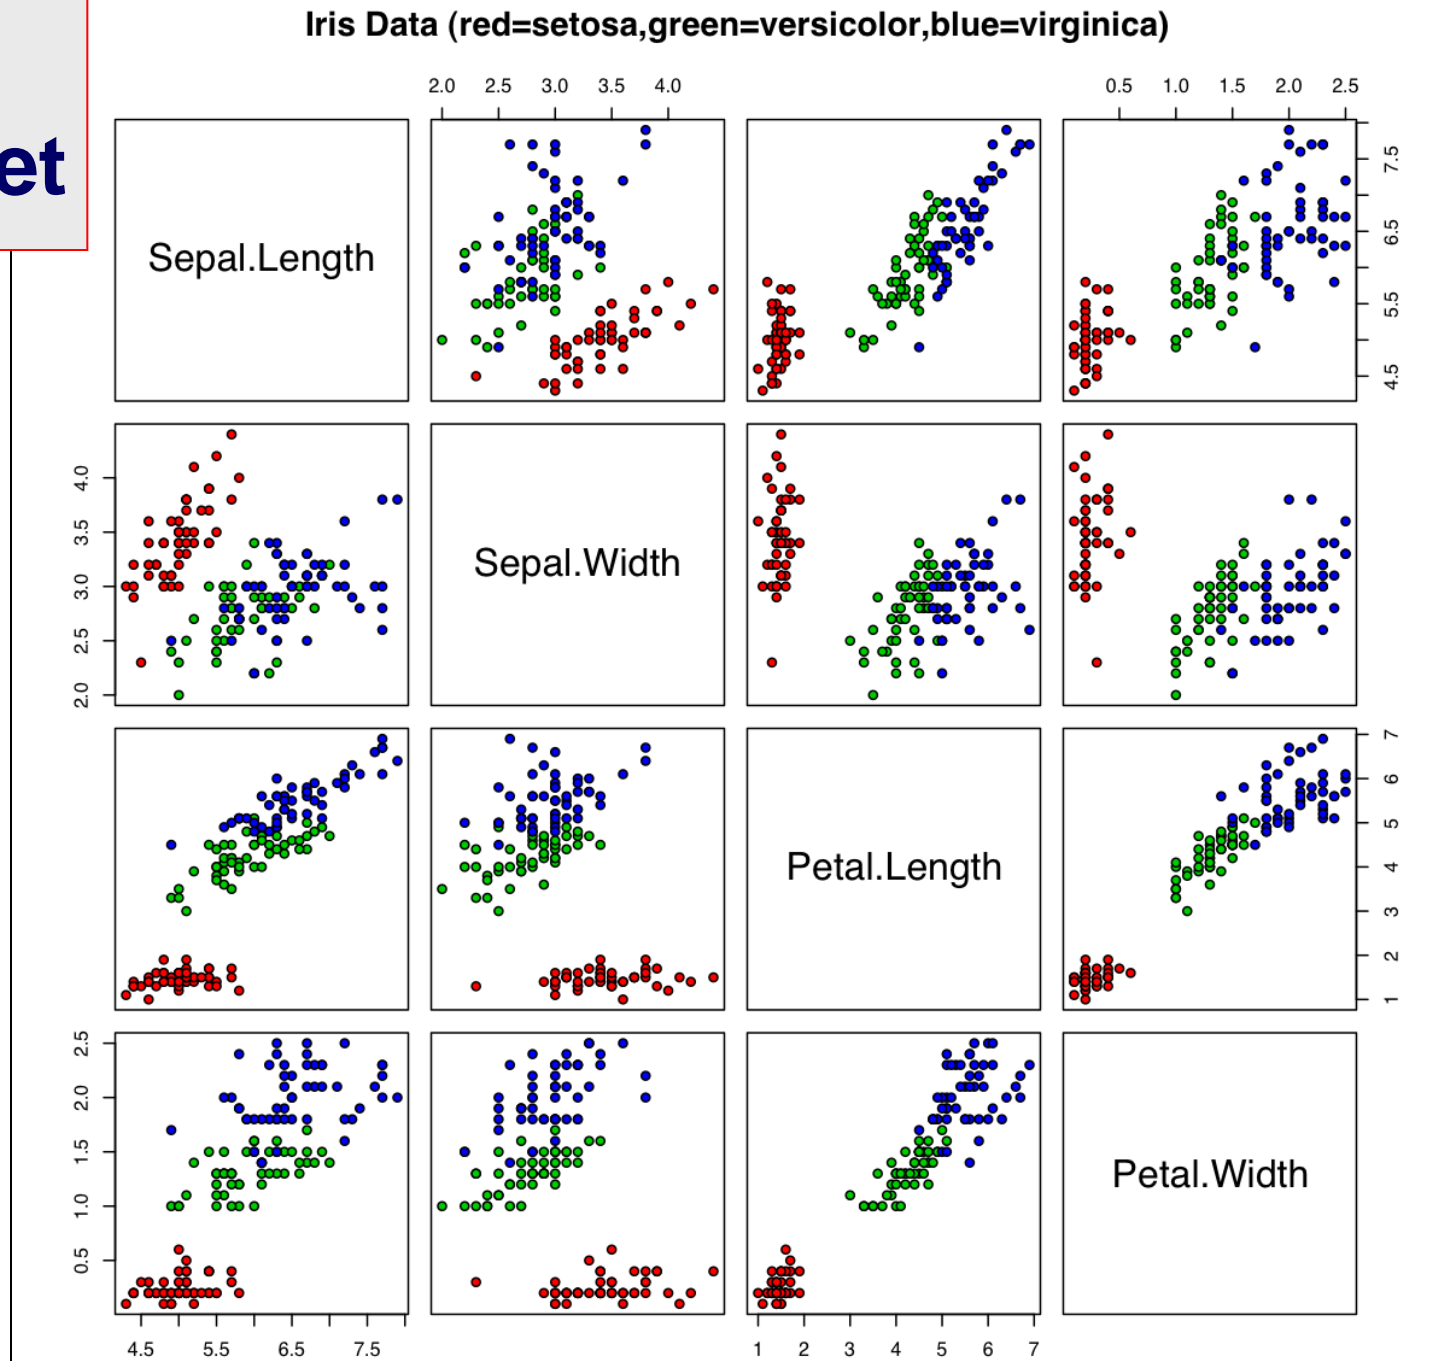 Iris Data (red=setosa,green=versicolor,blue=virginica)
et
2.0 2.5 3.0 3.5 4.0
0.5 1.0 1.5 2.0 2.5
Sepal.Length
4.5 5.5 6.5 7.5
2.0 2.5 3.0 3.5 4.0
Sepal.Width
Petal.Length
1 2 3 4 5 6 7
0.5 1.0 1.5 2.0 2.5
Petal.Width
4.5 5.5 6.5 7.5
1 2 3 4 5 6 7